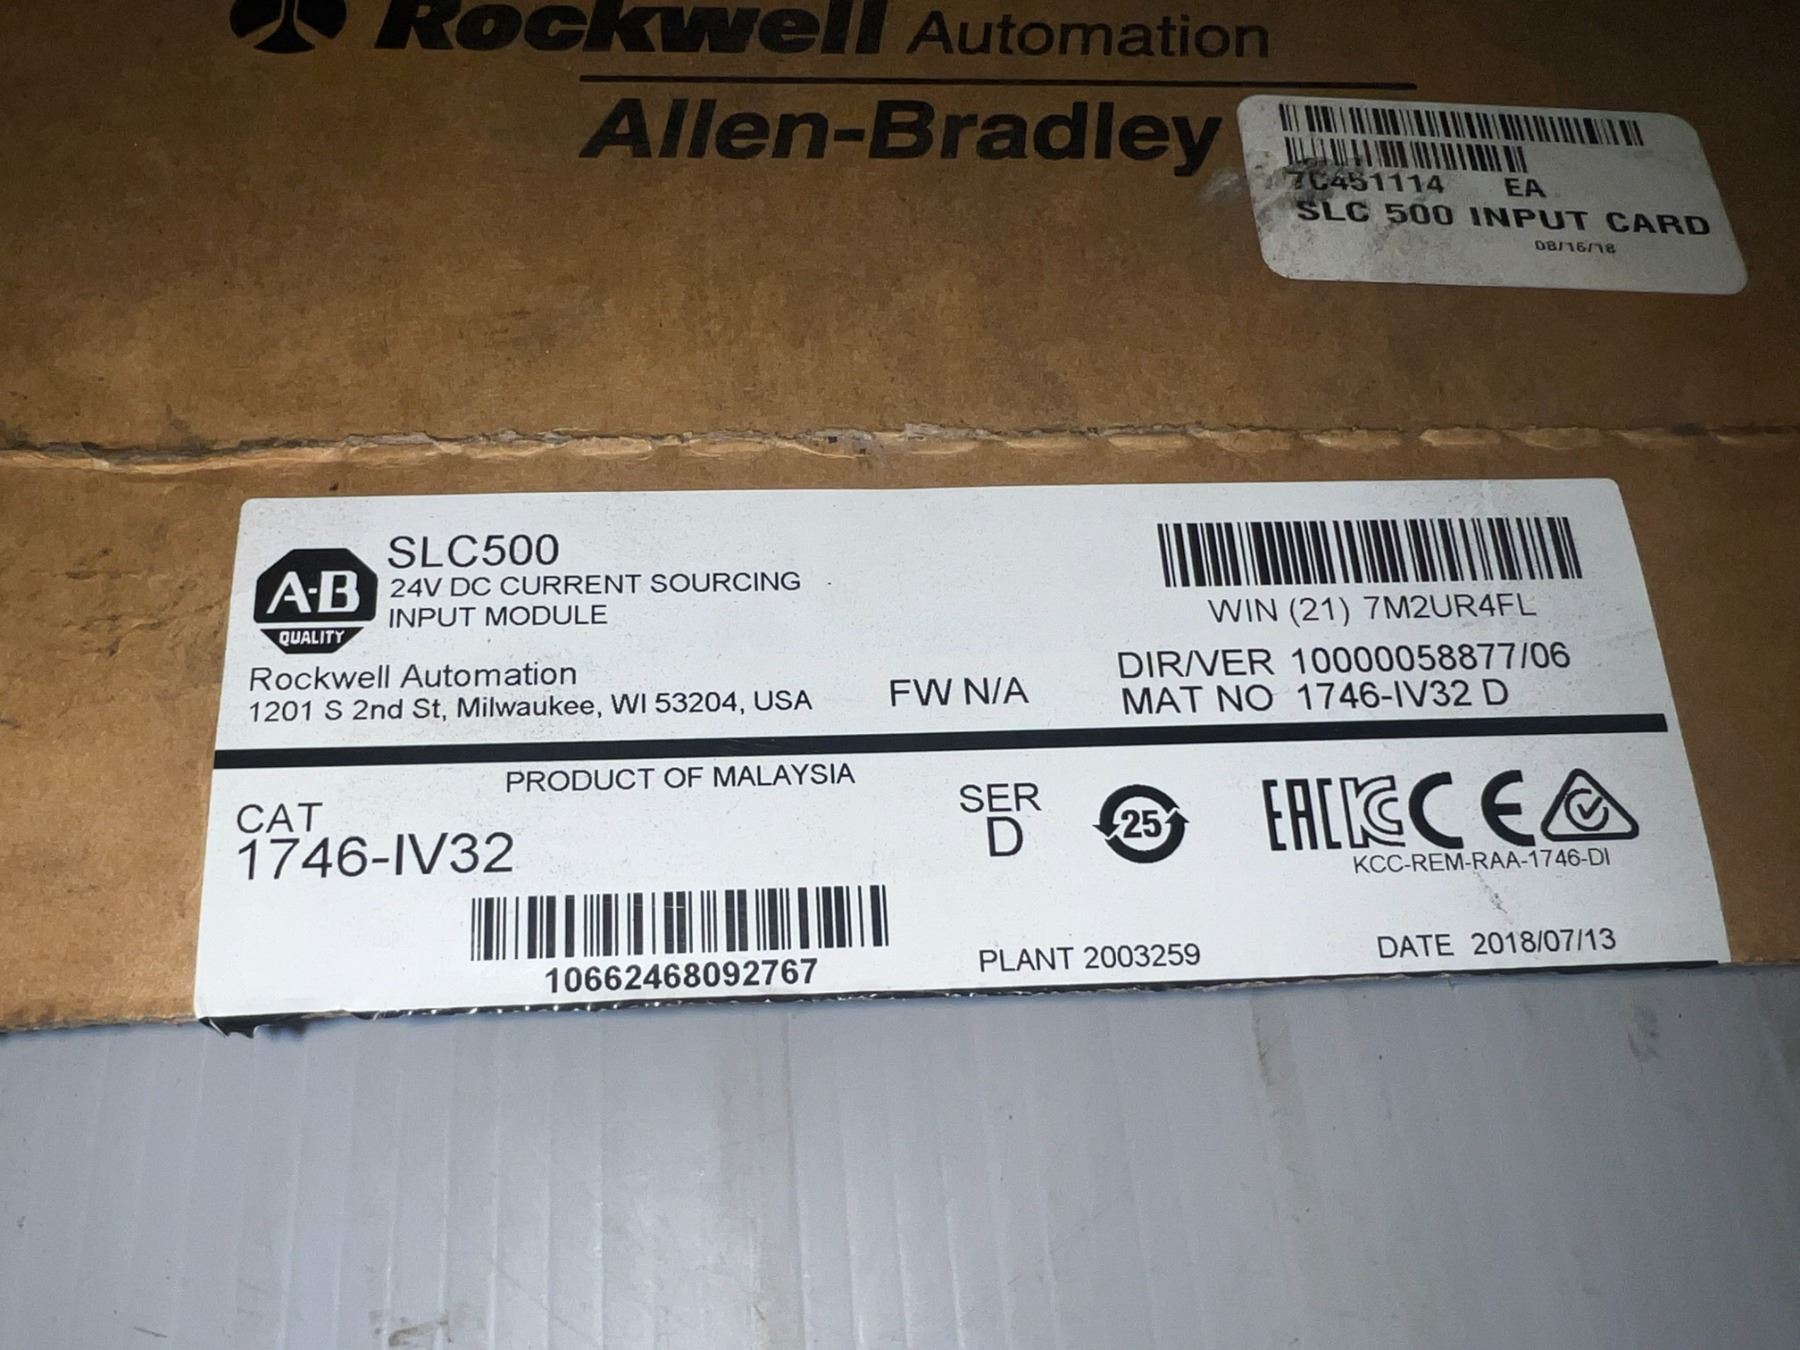 Rockwell Automation
Allen-Bradley
7C451114 EA
SLC 500 INPUT CARD
08/16/18
A-B
QUALITY
SLC500
24V DC CURRENT SOURCING
INPUT MODULE
Rockwell Automation
1201 S 2nd St, Milwaukee, WI 53204, USA
FW N/A
WIN (21) 7M2UR4FL
DIR/VER 10000058877/06
MAT NO 1746-IV32 D
PRODUCT OF MALAYSIA
CAT
1746-IV32
10662468092767
SER
D
25
EAC KC CE
KCC-REM-RAA-1746-DI
PLANT 2003259
DATE 2018/07/13